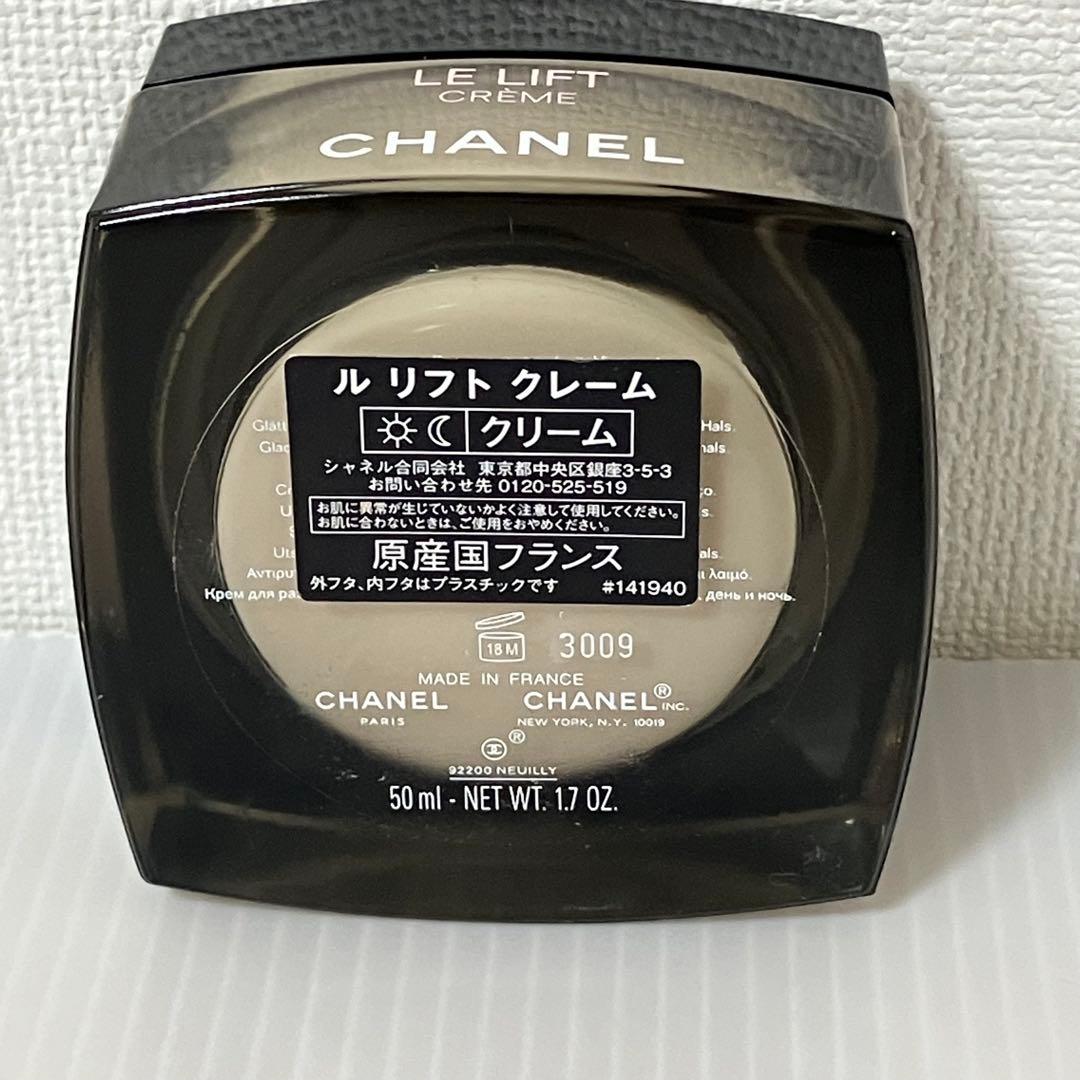 LE LIFT
CRÈME
CHANEL
ル リフト クレーム
クリーム
Glätt
Hals.
シャネル合同会社 東京都中央区銀座3-5-3
お問い合わせ先 0120-525-519
お肌に異常が生じていないかよく注意して使用してください。
お肌に合わないときは、ご使用をおやめください。
原産国フランス
外フタ、内フタはプラスチックです #141940
Крем для
день и ночь.
18 M
3009
MADE IN FRANCE
CHANEL
PARIS
CHANEL® INC.
NEW YORK, N.Y. 10019
®
92200 NEUILLY
50 ml - NET WT. 1.7 OZ.